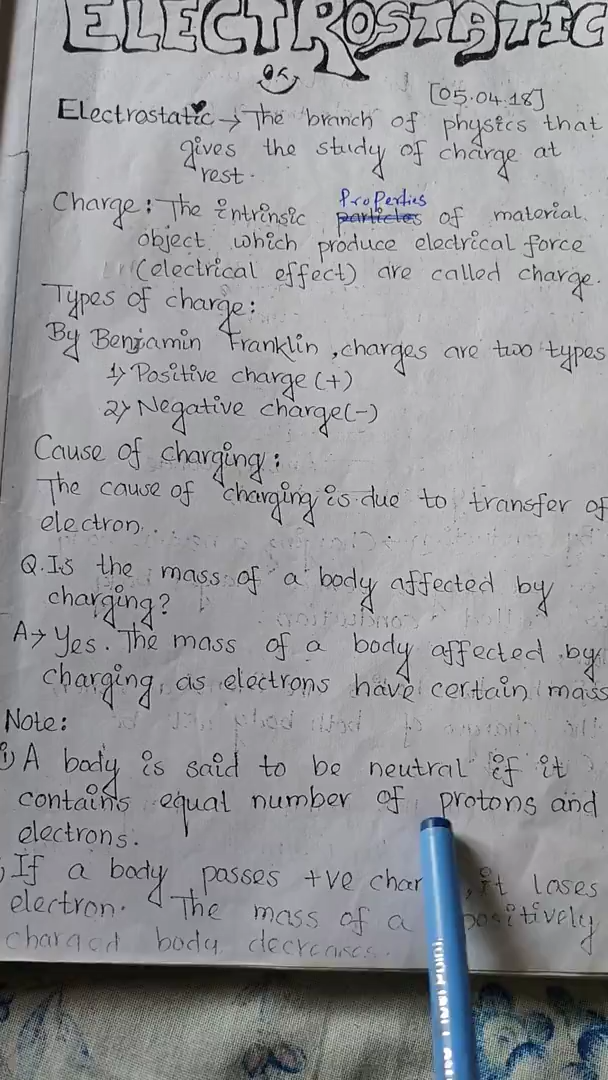 ELECTROSTATIC
[05.04.18]
Electrostatic → The branch of physics that
gives the study of charge at
rest.
Properties
Charge: The intrinsic particles of material
object which produce electrical force
(electrical effect) are called charge.
Types of charge:
By Benjamin Franklin, charges are two types
1) Positive charge (+)
2) Negative charge (-)
Cause of charging:
The cause of charging is due to transfer of
electron.
Q. Is the mass of a body affected by
charging?
A→ Yes. The mass of a body affected by
charging, as electrons have certain mass
Note:
i) A body is said to be neutral if it
contains equal number of protons and
electrons.
) If a body passes +ve char , it loses
electron. The mass of a positively
charged body decreases.